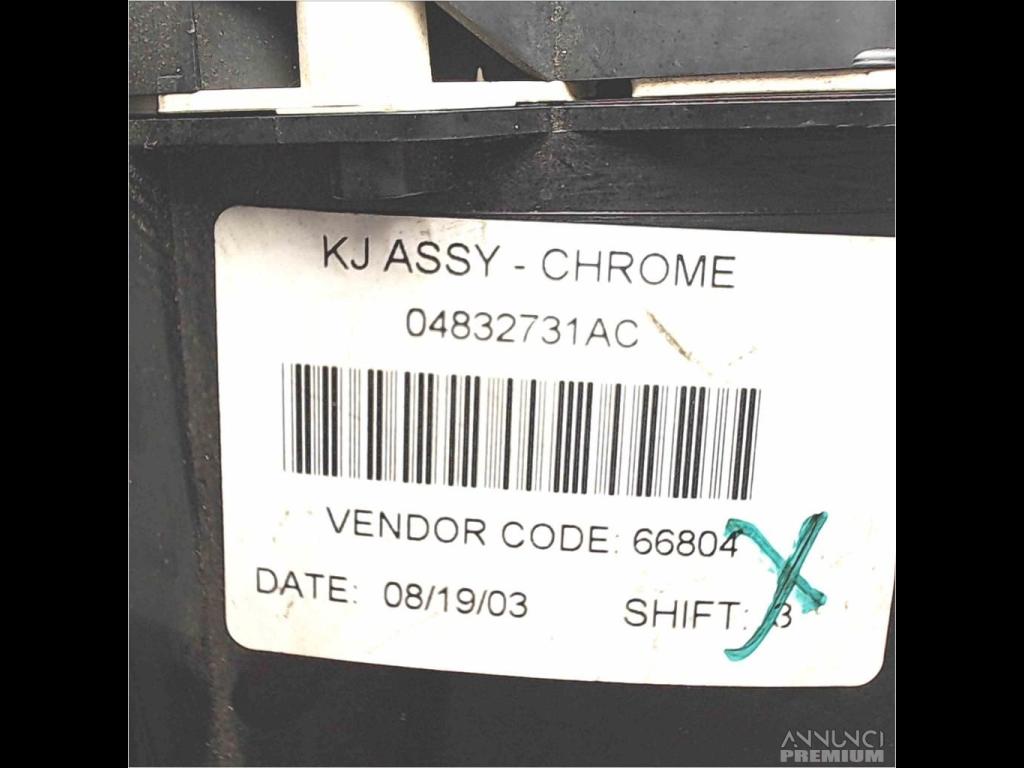 KJ ASSY - CHROME
04832731AC
VENDOR CODE: 66804
DATE: 08/19/03 SHIFT: 3
ANNUNCI
PREMIUM